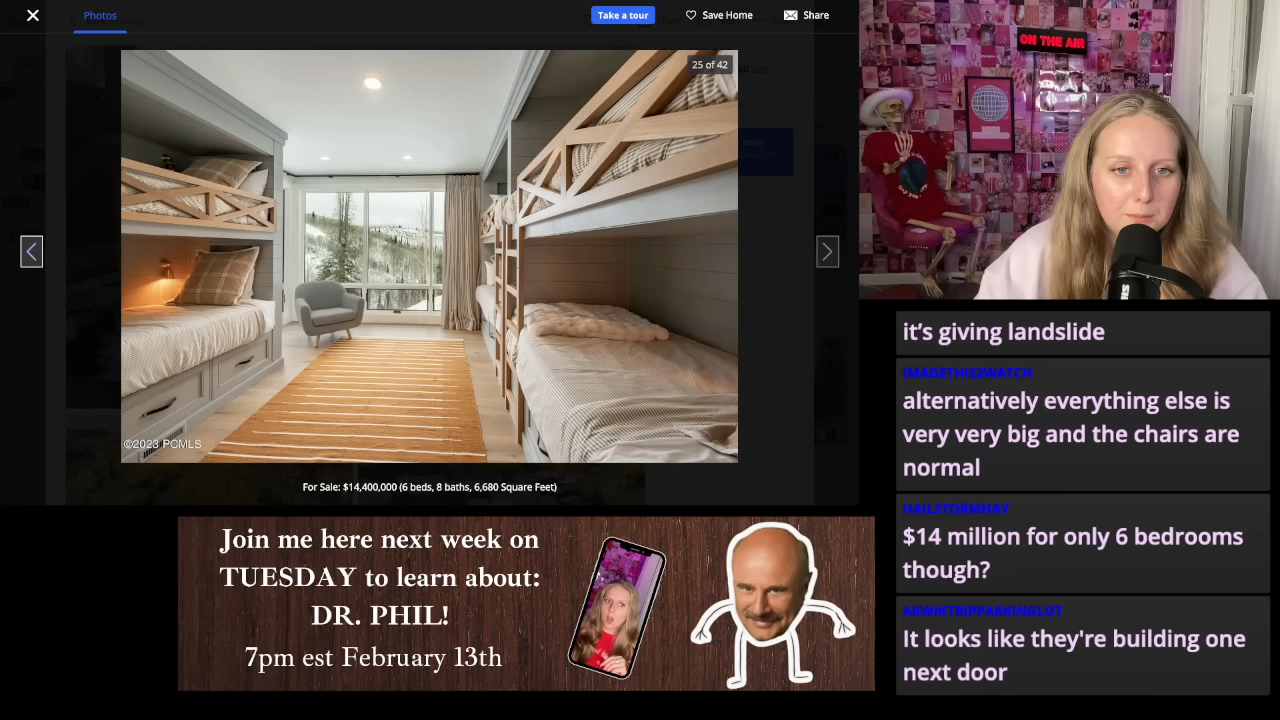 Photos
Take a tour
Save Home
Share
25 of 42
©2023 PCMLS
For Sale: $14,400,000 (6 beds, 8 baths, 6,680 Square Feet)
ON THE AIR
it's giving landslide
IMADETHIS2WATCH
alternatively everything else is
very very big and the chairs are
normal
HAILSTORMHAY
$14 million for only 6 bedrooms
though?
AKWIKTRIPPARKINGLOT
It looks like they're building one
next door
Join me here next week on
TUESDAY to learn about:
DR. PHIL!
7pm est February 13th